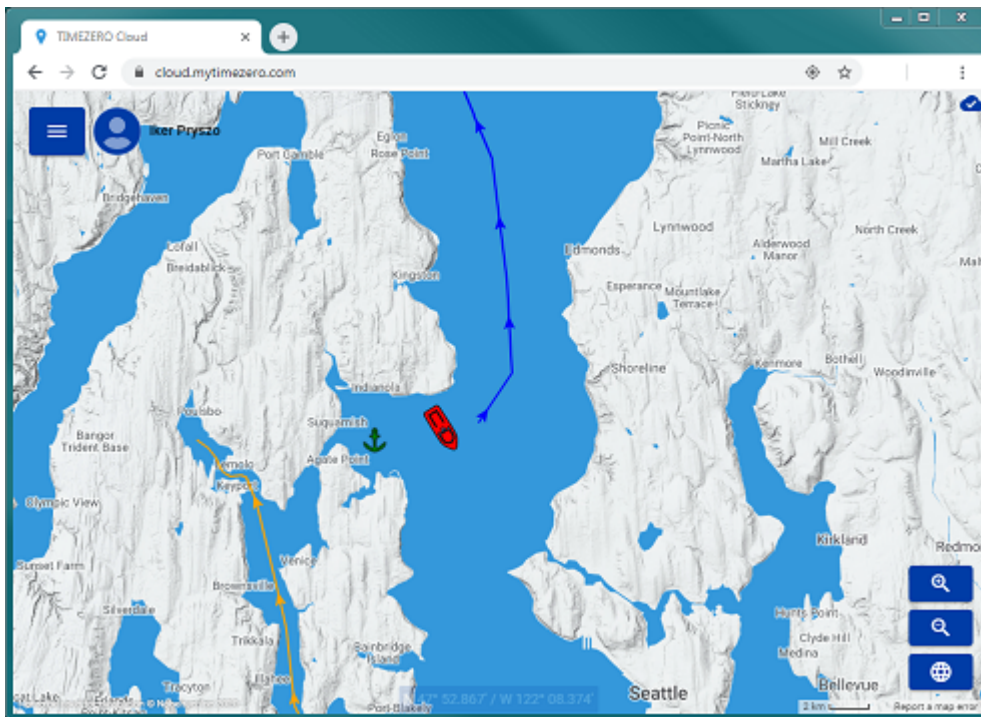 TIMEZERO Cloud
cloud.mytimezero.com
Iker Pryszo
Field Lake
Stickney
Picnic
Point-North
Lynnwood
Mill Creek
Martha Lake
Eglon
Rose Point
Port Gamble
Bridgehaven
Lofall
Breidablick
Kingston
Edmonds
Lynnwood
Alderwood
Manor
North Creek
Esperance
Mountlake
Terrace
Shoreline
Kenmore
Bothell
Woodinville
Indianola
Poulsbo
Suquamish
Bangor
Trident Base
Agate Point
Keyport
Olympic View
Venice
Kirkland
Sunset Farm
Brownsville
Silverdale
Hunts Point
Trikkala
Clyde Hill
Medina
Bainbridge
Island
Tracyton
Illahee
Seattle
Bellevue
Port Blakely
N 47° 52.867' / W 122° 08.374'
2 km
Report a map error